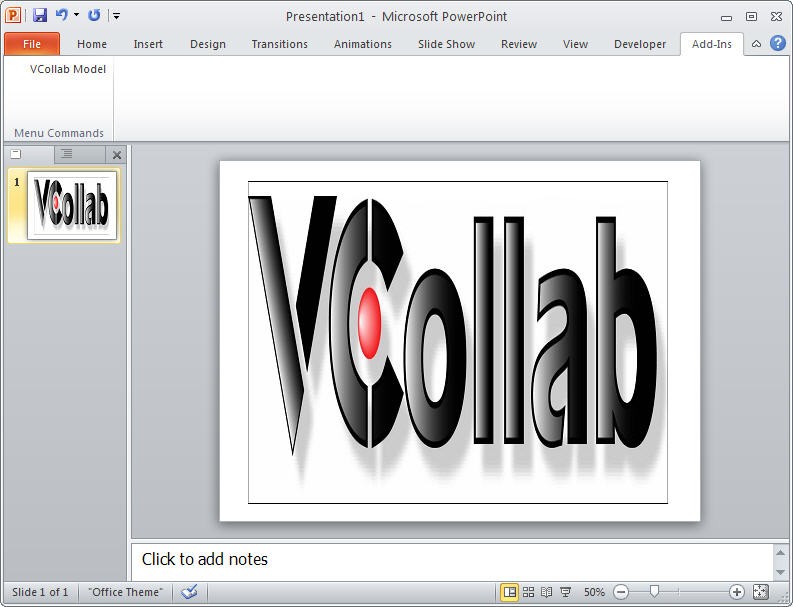 Presentation1 - Microsoft PowerPoint
File Home Insert Design Transitions Animations Slide Show Review View Developer Add-Ins
VCollab Model
Menu Commands
1
VCollab
VCollab
Click to add notes
Slide 1 of 1 "Office Theme" 50%